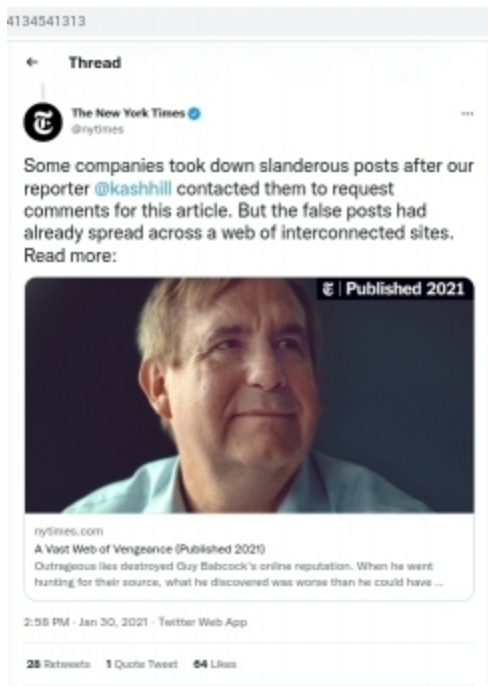 4134541313
← Thread
The New York Times
@nytimes
Some companies took down slanderous posts after our
reporter @kashhill contacted them to request
comments for this article. But the false posts had
already spread across a web of interconnected sites.
Read more:
Published 2021
nytimes.com
A Vast Web of Vengeance (Published 2021)
Outrageous lies destroyed Guy Babcock's online reputation. When he went
hunting for their source, what he discovered was worse than he could have ...
2:58 PM · Jan 30, 2021 · Twitter Web App
28 Retweets 1 Quote Tweet 64 Likes